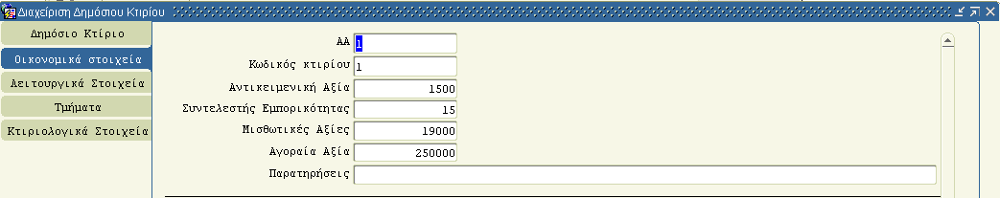 Διαχείριση Δημόσιου Κτιρίου
Δημόσιο Κτίριο
Οικονομικά στοιχεία
Λειτουργικά Στοιχεία
Τμήματα
Κτιριολογικά Στοιχεία
ΑΑ 1
Κωδικός κτιρίου 1
Αντικειμενική Αξία 1500
Συντελεστής Εμπορικότητας 15
Μισθωτικές Αξίες 19000
Αγοραία Αξία 250000
Παρατηρήσεις